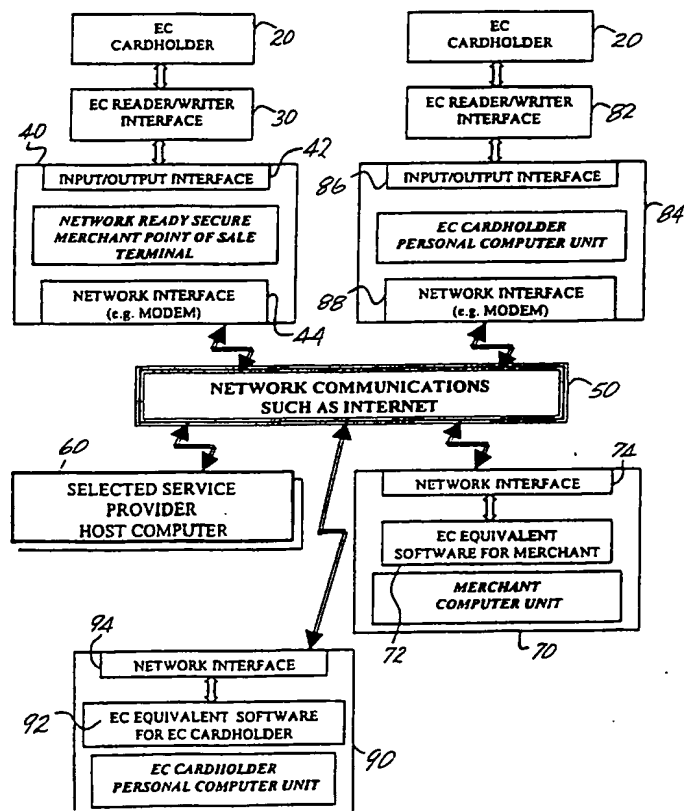 EC
CARDHOLDER
20
EC READER/WRITER
INTERFACE
30
40
42
INPUT/OUTPUT INTERFACE
NETWORK READY SECURE
MERCHANT POINT OF SALE
TERMINAL
NETWORK INTERFACE
(e.g. MODEM)
44
EC
CARDHOLDER
20
EC READER/WRITER
INTERFACE
82
86
INPUT/OUTPUT INTERFACE
84
EC CARDHOLDER
PERSONAL COMPUTER UNIT
88
NETWORK INTERFACE
(e.g. MODEM)
NETWORK COMMUNICATIONS
SUCH AS INTERNET
50
60
SELECTED SERVICE
PROVIDER
HOST COMPUTER
74
NETWORK INTERFACE
EC EQUIVALENT
SOFTWARE FOR MERCHANT
MERCHANT
COMPUTER UNIT
72
70
94
NETWORK INTERFACE
92
EC EQUIVALENT SOFTWARE
FOR EC CARDHOLDER
90
EC CARDHOLDER
PERSONAL COMPUTER UNIT